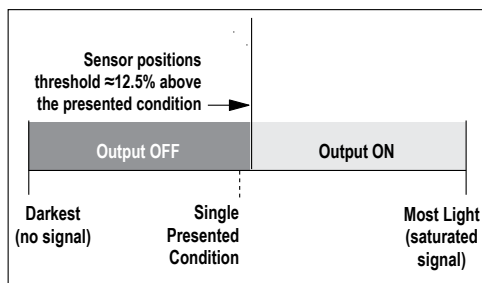 Sensor positions
threshold ≈12.5% above
the presented condition
Output OFF
Output ON
Darkest
(no signal)
Single
Presented
Condition
Most Light
(saturated
signal)